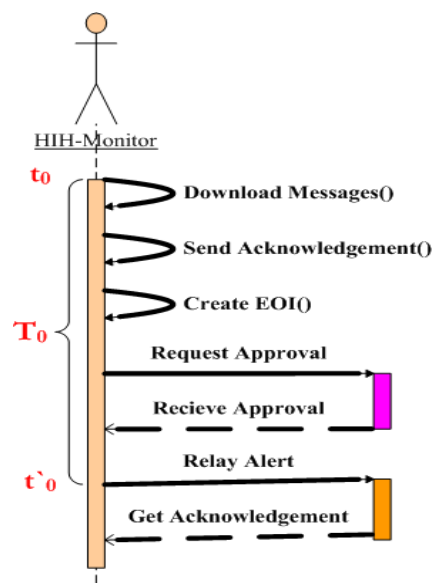 HIH-Monitor
t0
Download Messages()
Send Acknowledgement()
Create EOI()
T0
Request Approval
Recieve Approval
Relay Alert
t`0
Get Acknowledgement